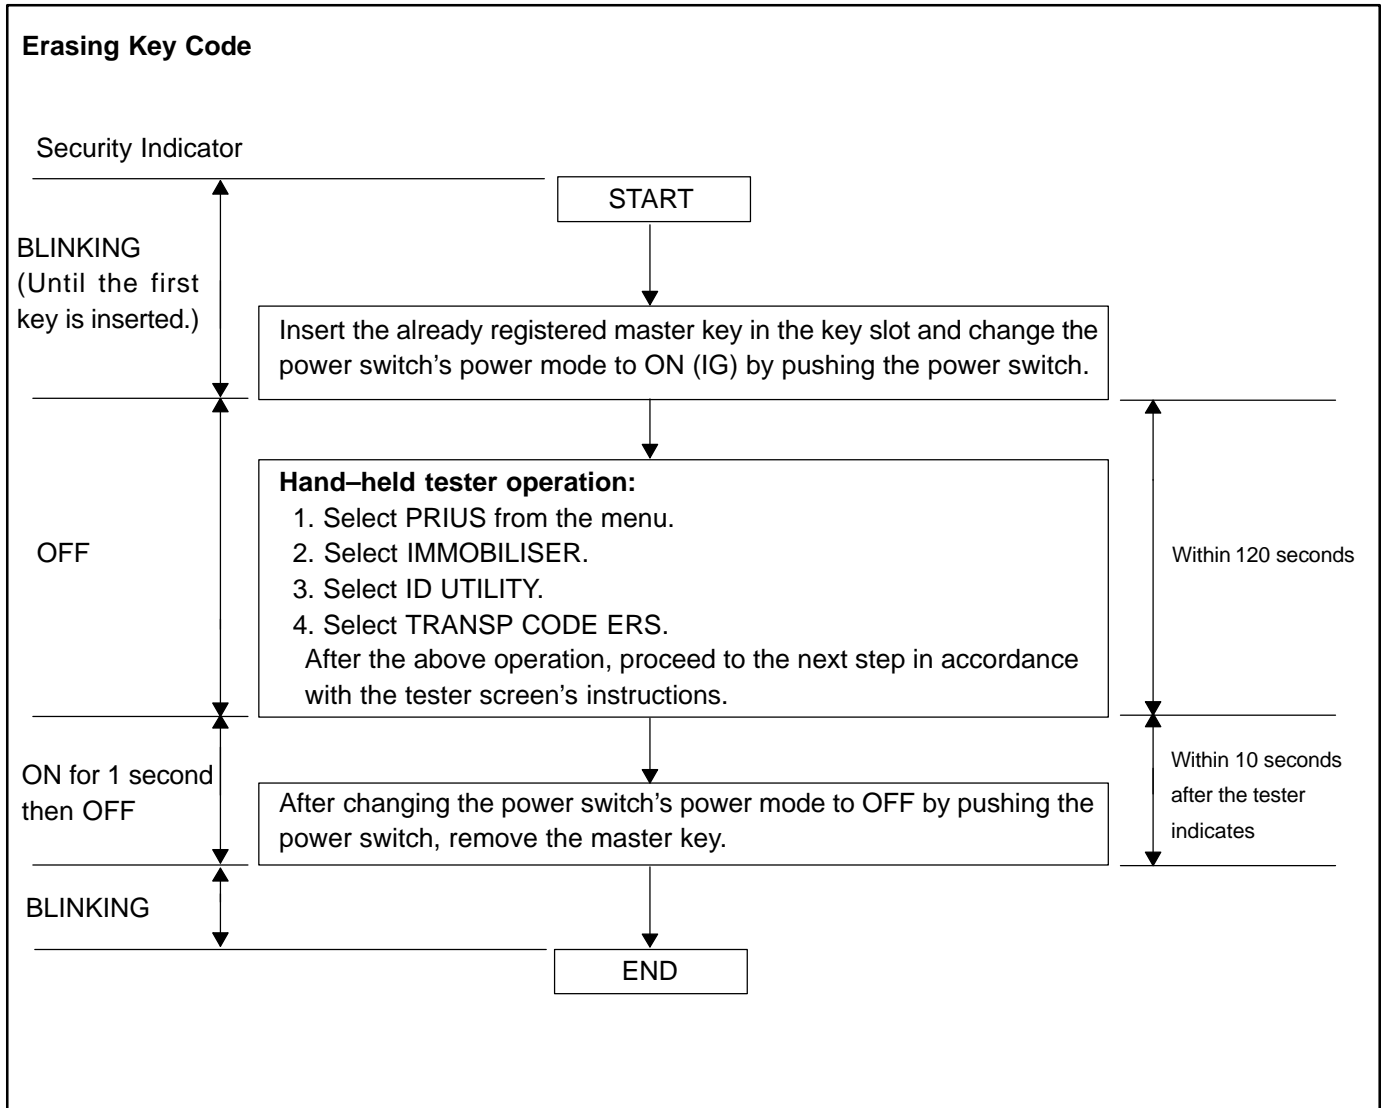 Erasing Key Code
Security Indicator
START
BLINKING
(Until the first
key is inserted.)
Insert the already registered master key in the key slot and change the
power switch's power mode to ON (IG) by pushing the power switch.
Hand–held tester operation:
1. Select PRIUS from the menu.
2. Select IMMOBILISER.
3. Select ID UTILITY.
4. Select TRANSP CODE ERS.
After the above operation, proceed to the next step in accordance
with the tester screen's instructions.
OFF
Within 120 seconds
ON for 1 second
then OFF
After changing the power switch's power mode to OFF by pushing the
power switch, remove the master key.
Within 10 seconds
after the tester
indicates
BLINKING
END